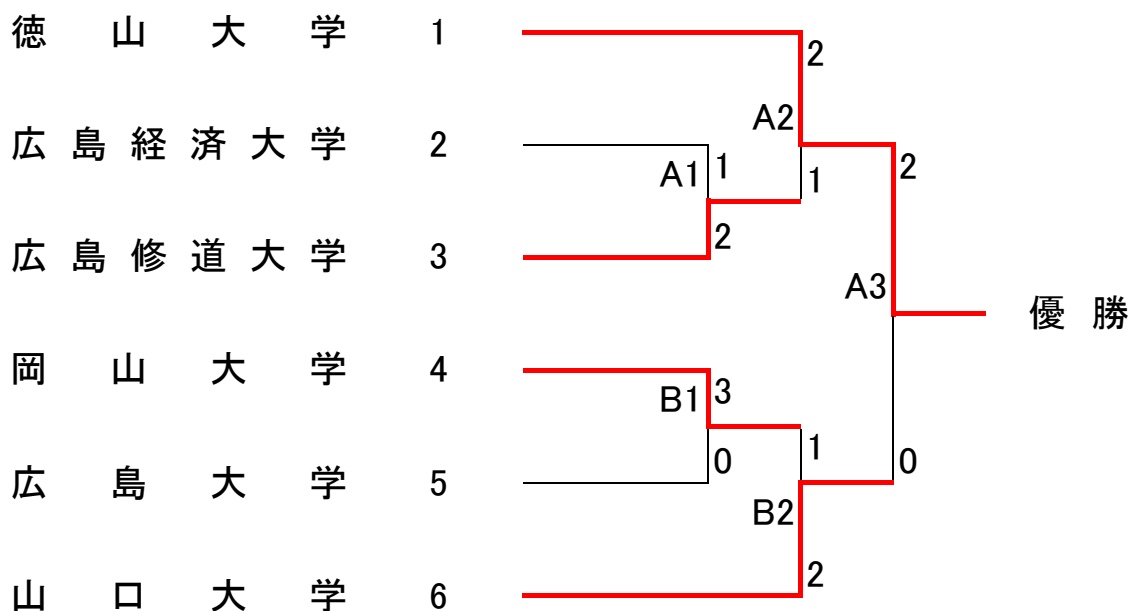 徳山大学 1
2
A2
広島経済大学 2
1
1
2
A1
広島修道大学 3
2
A3
優勝
岡山大学 4
3
B1
1
0
0
広島大学 5
B2
2
山口大学 6